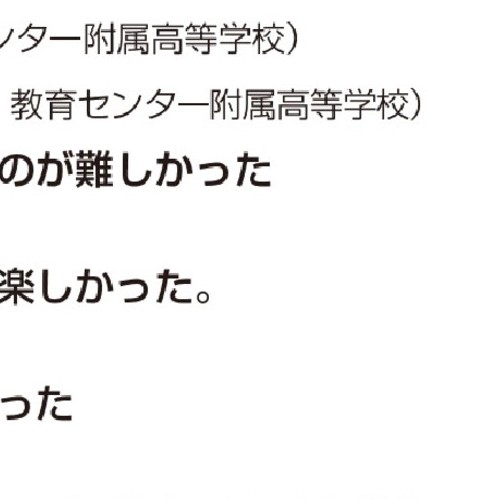 ンター附属高等学校）
教育センター附属高等学校）
のが難しかった
楽しかった。
った